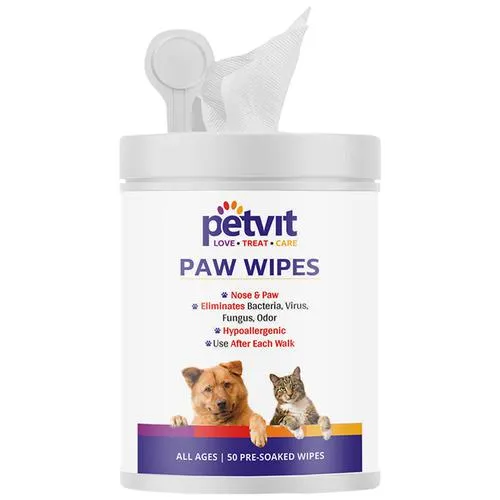 petvit
LOVE • TREAT • CARE
PAW WIPES
Nose & Paw
Eliminates Bacteria, Virus,
Fungus, Odor
Hypoallergenic
Use After Each Walk
ALL AGES | 50 PRE-SOAKED WIPES